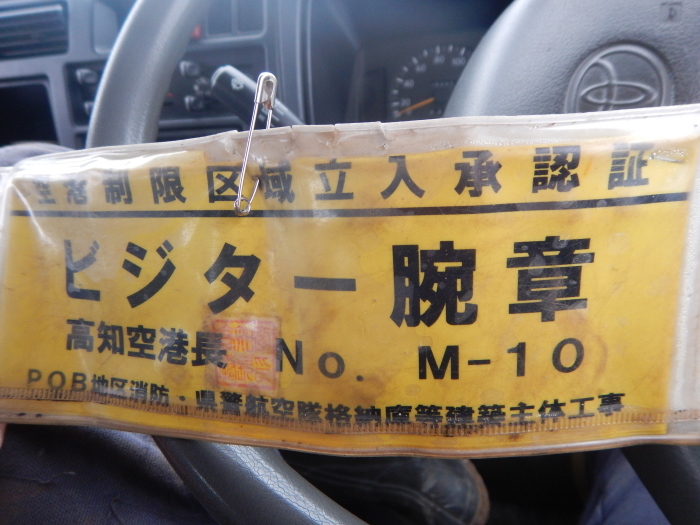 空港制限区域立入承認証
ビジター腕章
高知空港長 No. M-10
POB地区消防・県警航空隊格納庫等建築主体工事